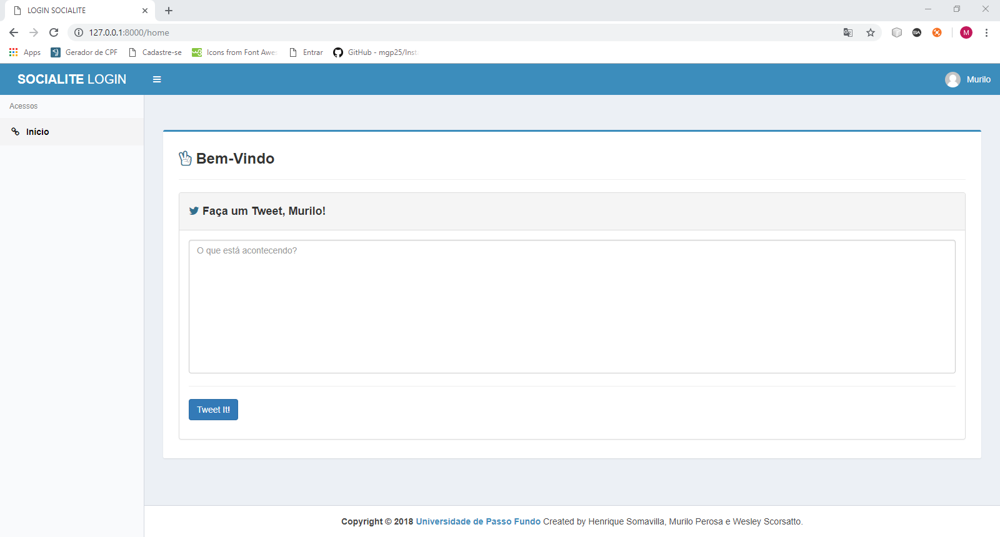 LOGIN SOCIALITE
127.0.0.1:8000/home
M
Apps
Gerador de CPF
Cadastre-se
Icons from Font Awe
Entrar
GitHub - mgp25/Inst
SOCIALITE LOGIN
Murilo
Acessos
Início
Bem-Vindo
Faça um Tweet, Murilo!
O que está acontecendo?
Tweet It!
Copyright © 2018 Universidade de Passo Fundo Created by Henrique Somavilla, Murilo Perosa e Wesley Scorsatto.